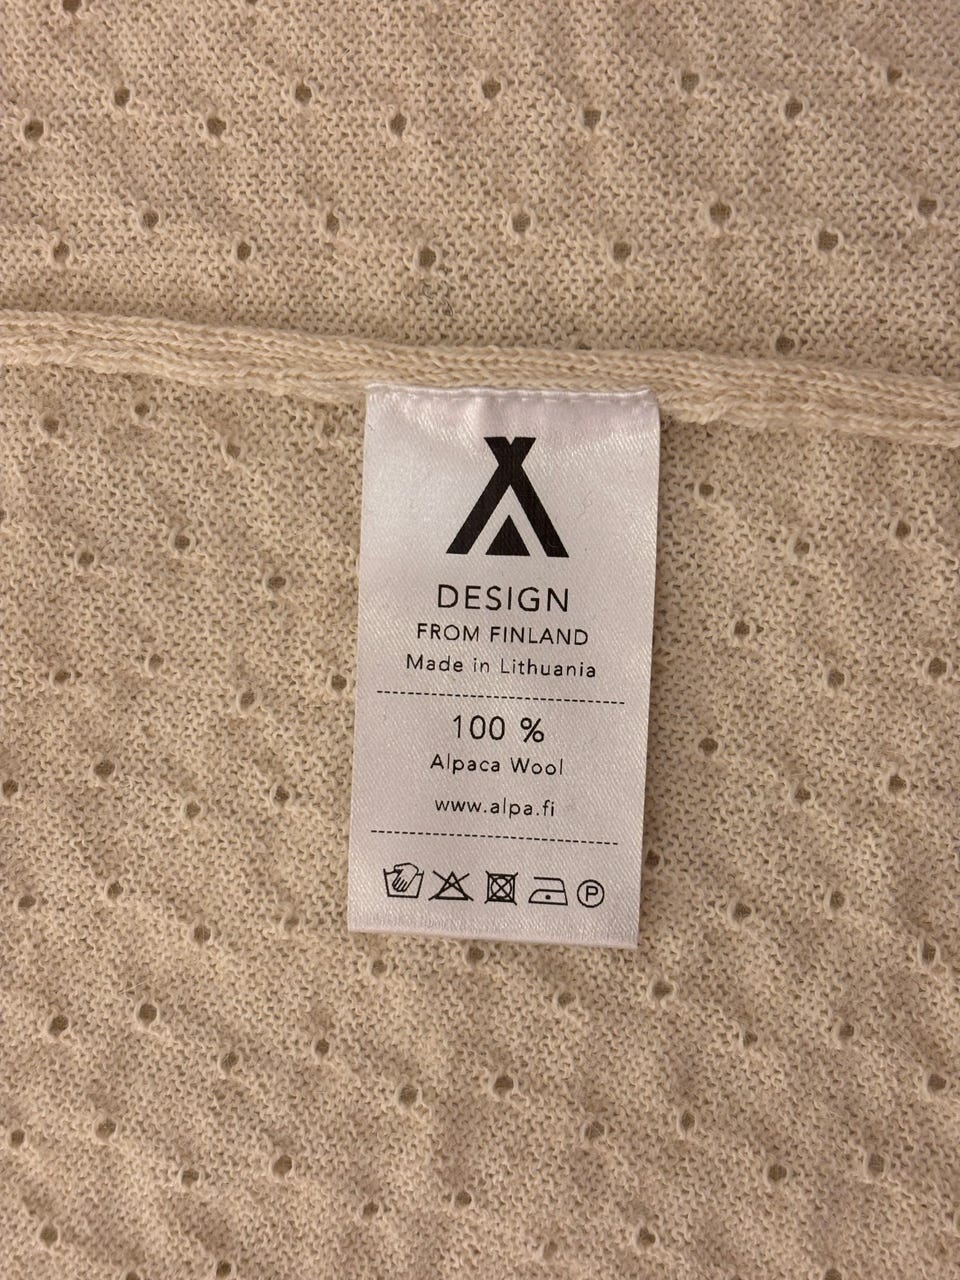 DESIGN
FROM FINLAND
Made in Lithuania
100 %
Alpaca Wool
www.alpa.fi
P